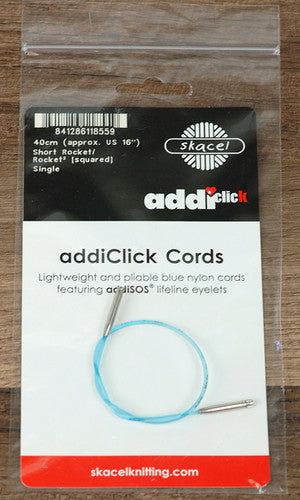 841286118559
40cm (approx. US 16")
Short Rocket/
Rocket² [squared]
Single
skacel
addiclick
addiClick Cords
Lightweight and pliable blue nylon cords
featuring addiSOS® lifeline eyelets
skacelknitting.com